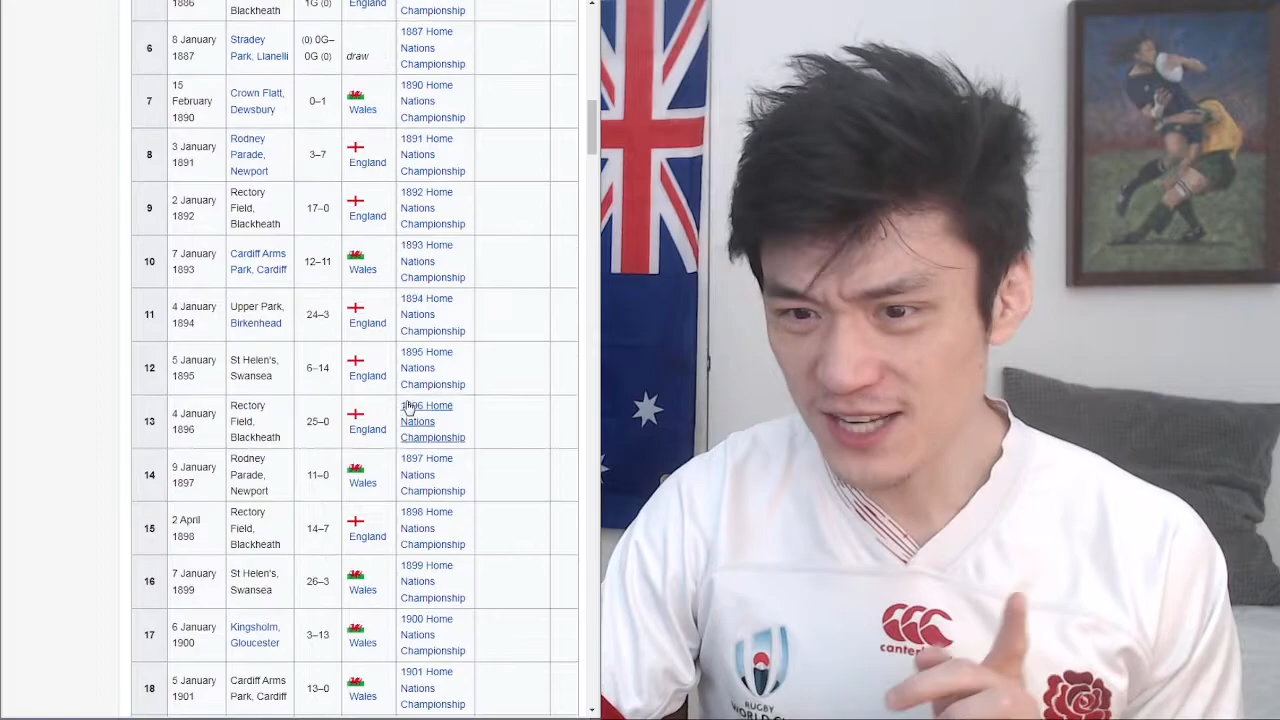 1886
Blackheath
1G (0)
England
Championship
6
8 January
1887
Stradey
Park, Llanelli
(0) 0G–
0G (0)
draw
1887 Home
Nations
Championship
7
15
February
1890
Crown Flatt,
Dewsbury
0–1
Wales
1890 Home
Nations
Championship
8
3 January
1891
Rodney
Parade,
Newport
3–7
England
1891 Home
Nations
Championship
9
2 January
1892
Rectory
Field,
Blackheath
17–0
England
1892 Home
Nations
Championship
10
7 January
1893
Cardiff Arms
Park, Cardiff
12–11
Wales
1893 Home
Nations
Championship
11
4 January
1894
Upper Park,
Birkenhead
24–3
England
1894 Home
Nations
Championship
12
5 January
1895
St Helen's,
Swansea
6–14
England
1895 Home
Nations
Championship
13
4 January
1896
Rectory
Field,
Blackheath
25–0
England
1896 Home
Nations
Championship
14
9 January
1897
Rodney
Parade,
Newport
11–0
Wales
1897 Home
Nations
Championship
15
2 April
1898
Rectory
Field,
Blackheath
14–7
England
1898 Home
Nations
Championship
16
7 January
1899
St Helen's,
Swansea
26–3
Wales
1899 Home
Nations
Championship
17
6 January
1900
Kingsholm,
Gloucester
3–13
Wales
1900 Home
Nations
Championship
18
5 January
1901
Cardiff Arms
Park, Cardiff
13–0
Wales
1901 Home
Nations
Championship
RUGBY
WORLD